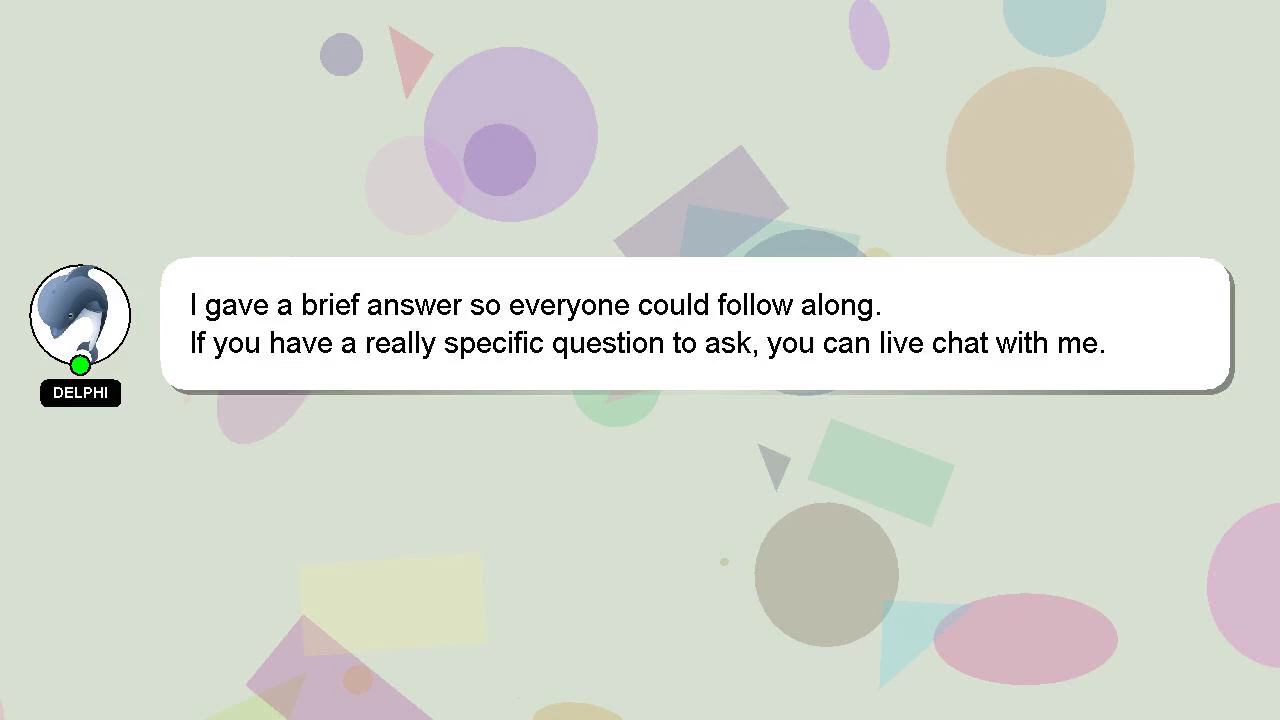 I gave a brief answer so everyone could follow along.
If you have a really specific question to ask, you can live chat with me.
DELPHI